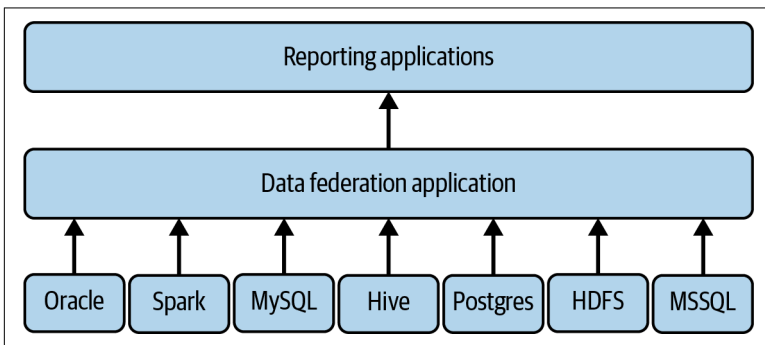 Reporting applications
Data federation application
Oracle
Spark
MySQL
Hive
Postgres
HDFS
MSSQL